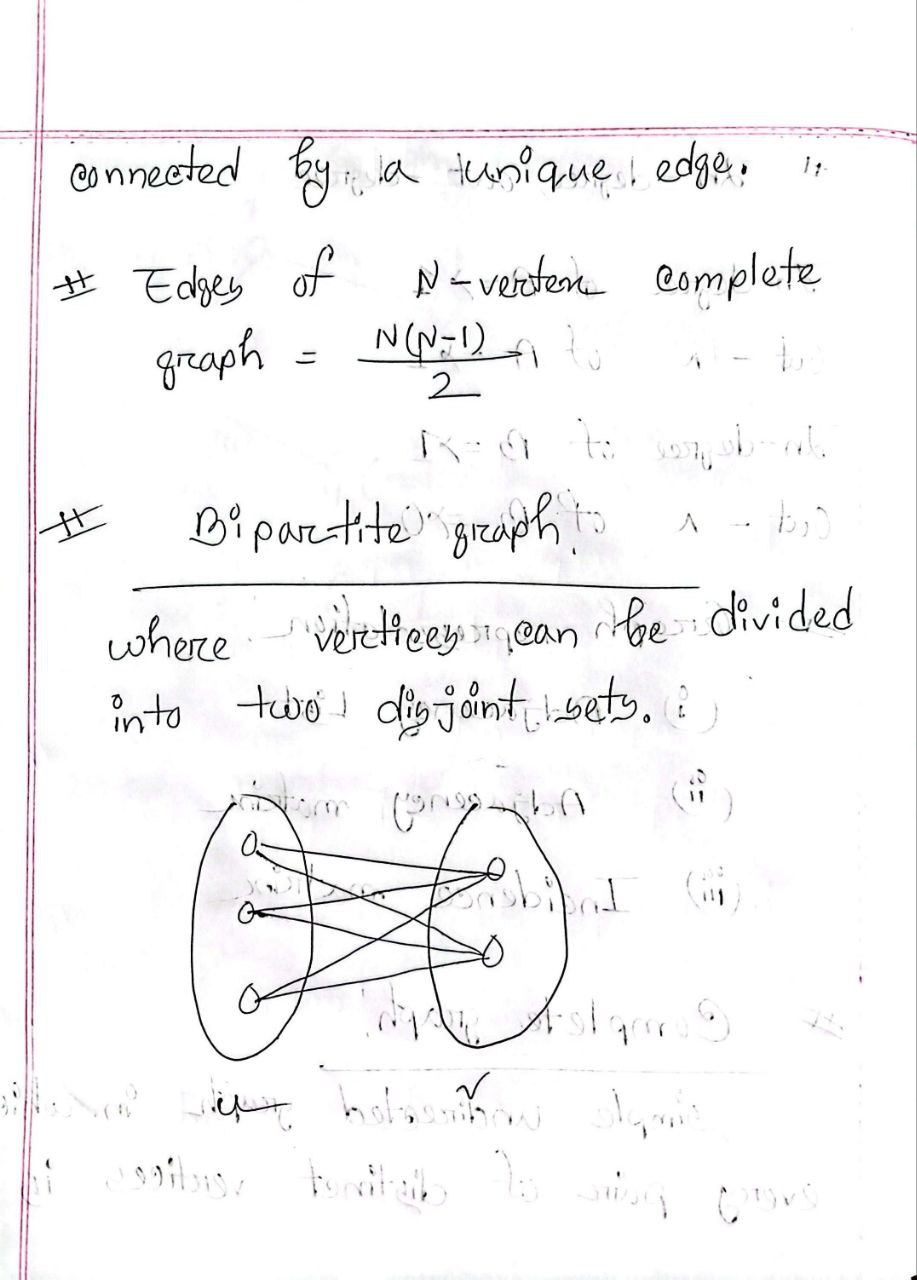 connected by a unique edge.
# Edges of N-vertex complete
graph = N(N-1)/2
# Bipartite graph:
where vertices can be divided
into two disjoint sets.
u v